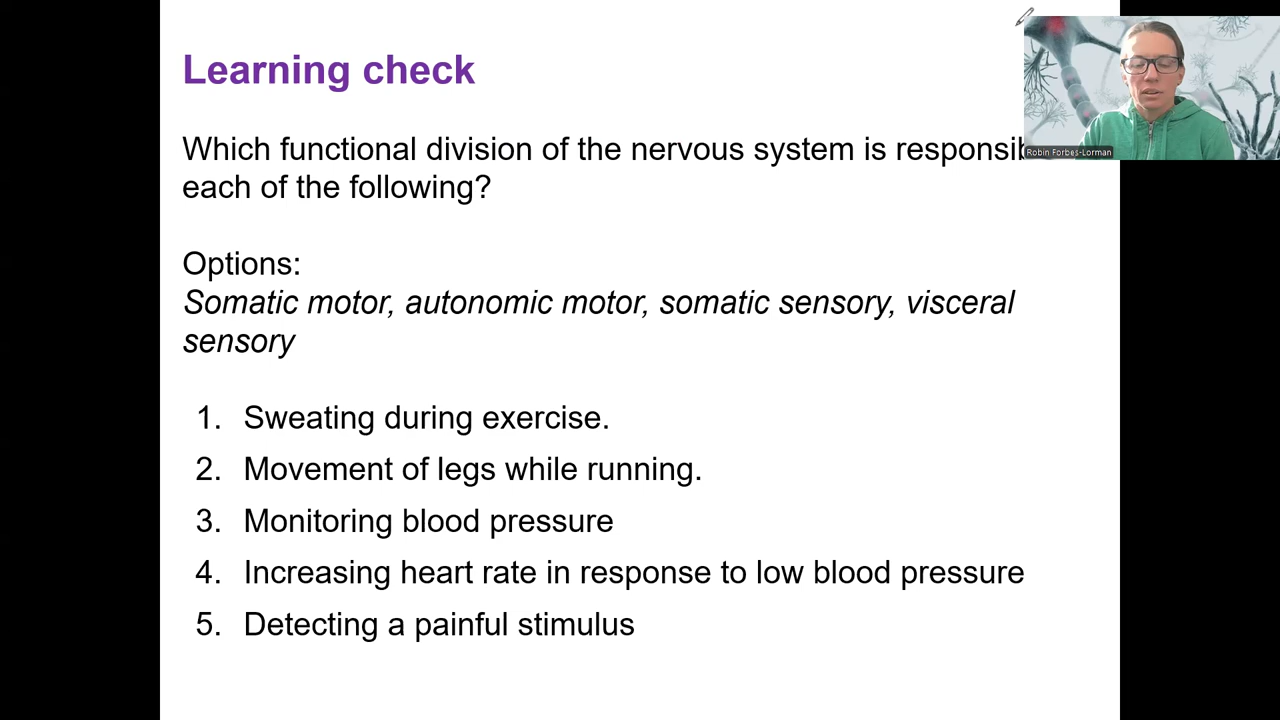 Learning check
Which functional division of the nervous system is
each of the following?
Options:
Somatic motor, autonomic motor, somatic sensory, visceral
sensory
1. Sweating during exercise.
2. Movement of legs while running.
3. Monitoring blood pressure
4. Increasing heart rate in response to low blood pressure
5. Detecting a painful stimulus
Robin Forbes-Lorman